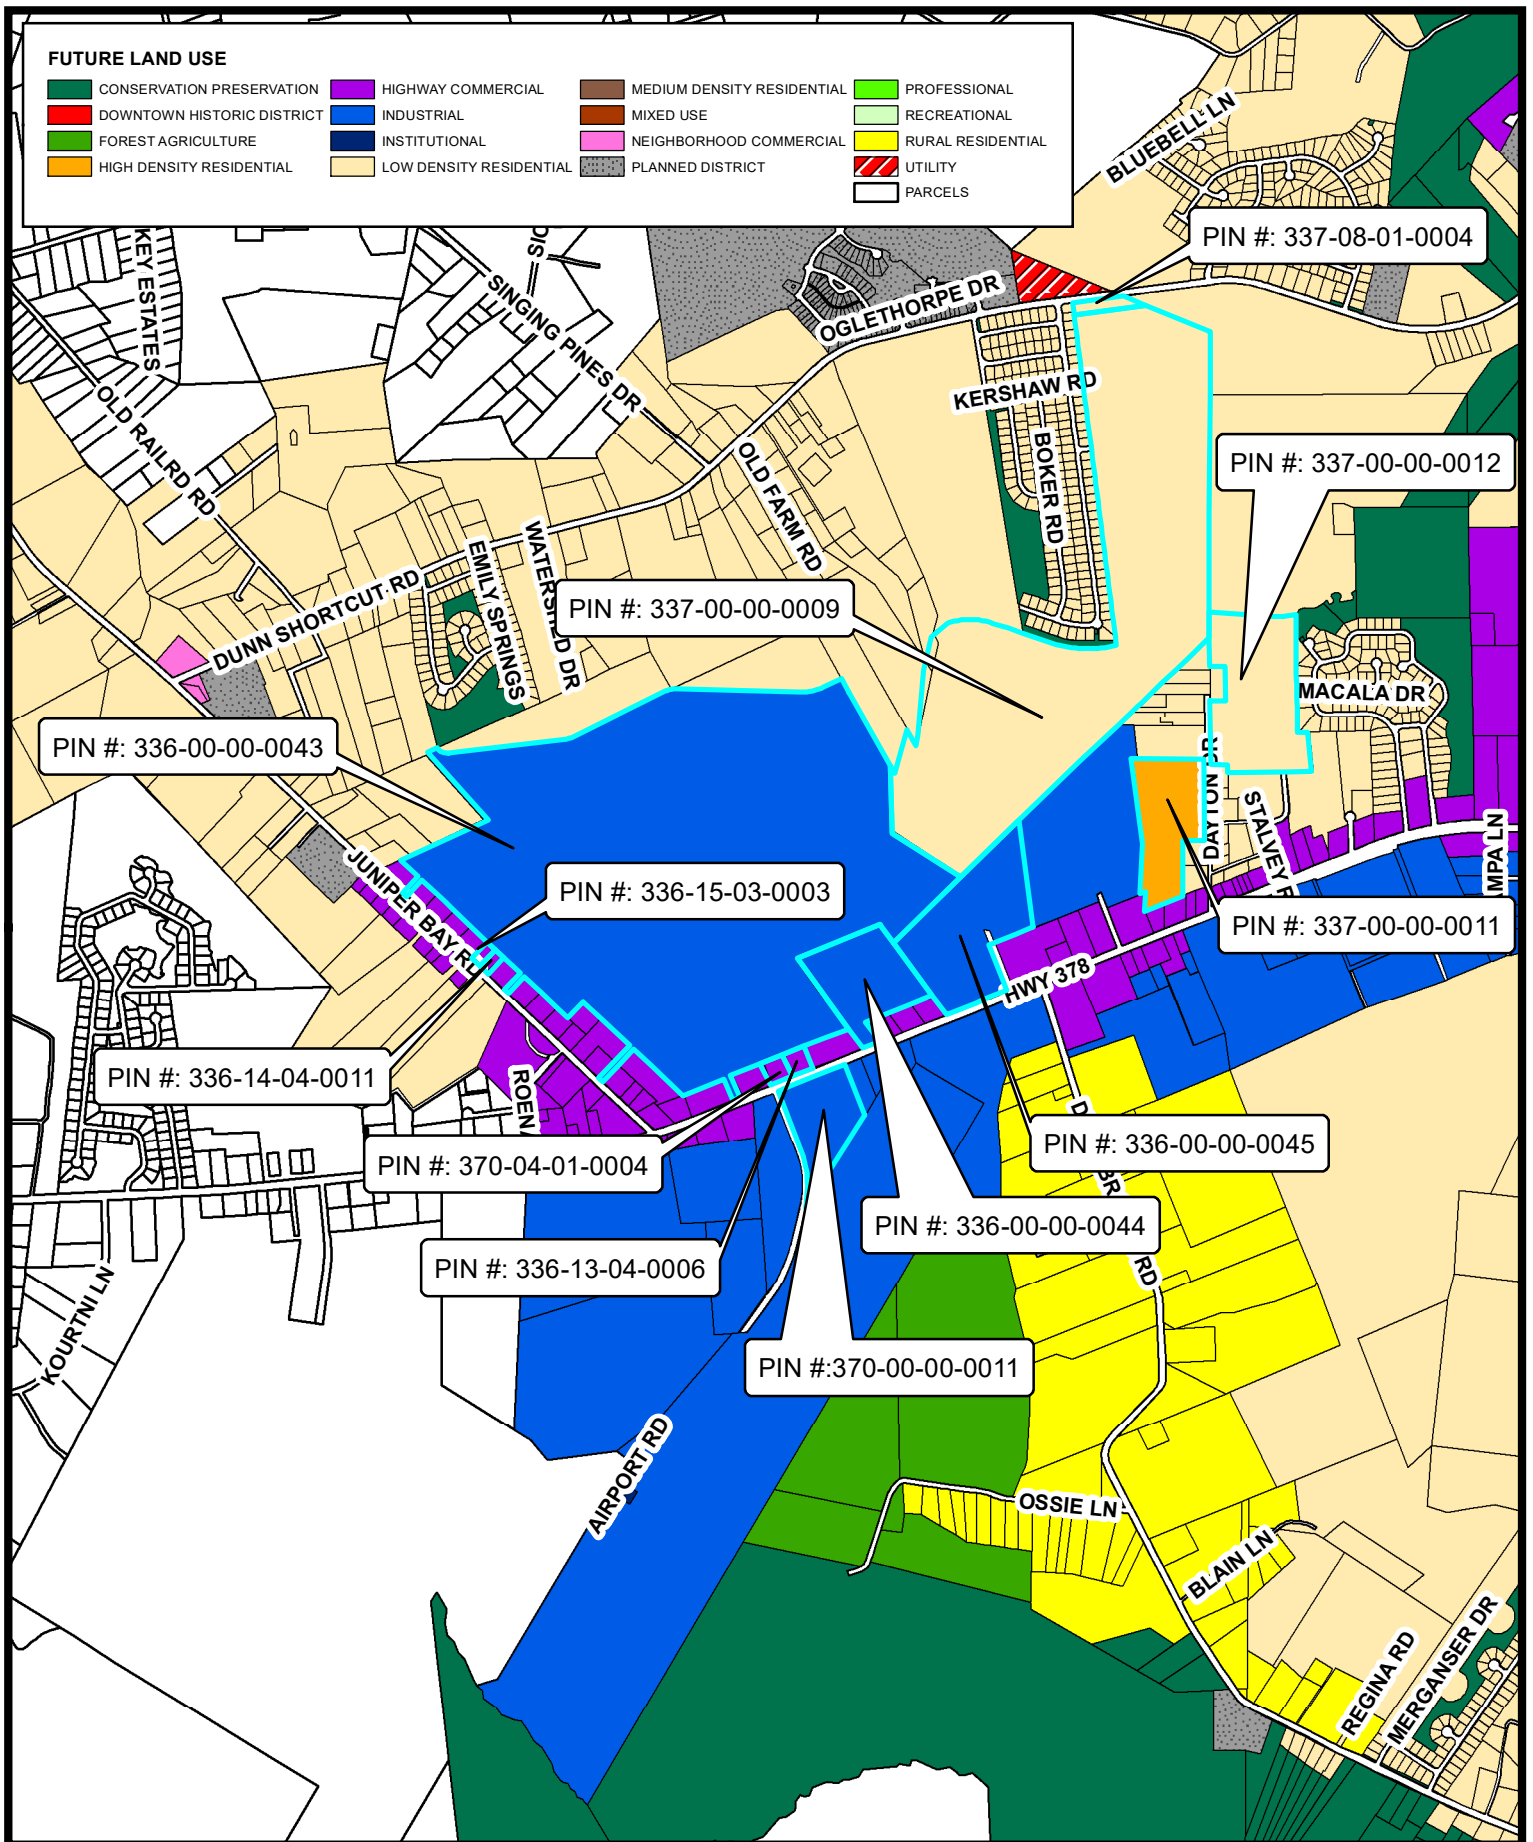 FUTURE LAND USE
CONSERVATION PRESERVATION
DOWNTOWN HISTORIC DISTRICT
FOREST AGRICULTURE
HIGH DENSITY RESIDENTIAL
HIGHWAY COMMERCIAL
INDUSTRIAL
INSTITUTIONAL
LOW DENSITY RESIDENTIAL
MEDIUM DENSITY RESIDENTIAL
MIXED USE
NEIGHBORHOOD COMMERCIAL
PLANNED DISTRICT
PROFESSIONAL
RECREATIONAL
RURAL RESIDENTIAL
UTILITY
PARCELS
BLUEBELL LN
PIN #: 337-08-01-0004
KEY ESTATES
SINGING PINES DR
OGLETHORPE DR
OLD RAILRD RD
KERSHAW RD
BOKER RD
OLD FARM RD
PIN #: 337-00-00-0012
DUNN SHORTCUT RD
EMILY SPRINGS
WATERSHED DR
PIN #: 337-00-00-0009
MACALA DR
PIN #: 336-00-00-0043
DAYTON DR
STALVEY R
MPA LN
JUNIPER BAY RD
PIN #: 336-15-03-0003
PIN #: 337-00-00-0011
HWY 378
PIN #: 336-14-04-0011
ROEN
PIN #: 370-04-01-0004
PIN #: 336-00-00-0045
D
BR
RD
PIN #: 336-00-00-0044
PIN #: 336-13-04-0006
KOURTNI LN
PIN #:370-00-00-0011
AIRPORT RD
OSSIE LN
BLAIN LN
REGINA RD
MERGANSER DR